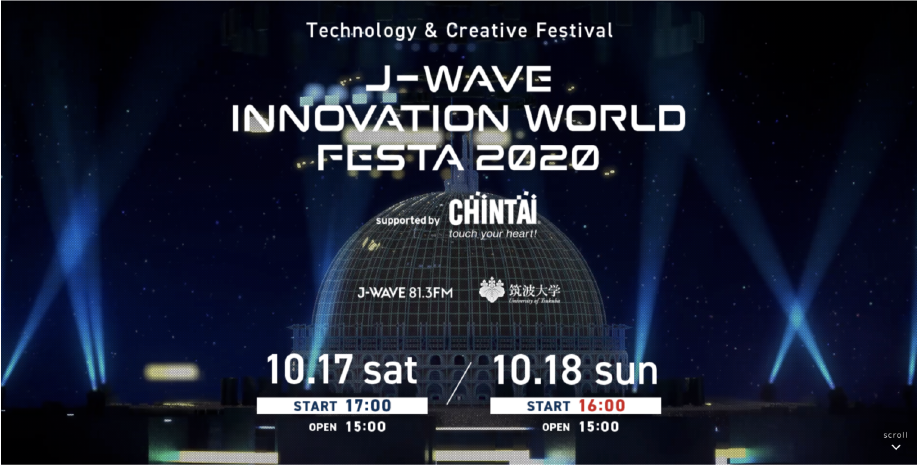 Technology & Creative Festival
J-WAVE
INNOVATION WORLD
FESTA 2020
supported by CHINTAI
touch your heart!
J-WAVE 81.3FM 筑波大学
University of Tsukuba
10.17 sat / 10.18 sun
START 17:00 START 16:00
OPEN 15:00 OPEN 15:00
scroll